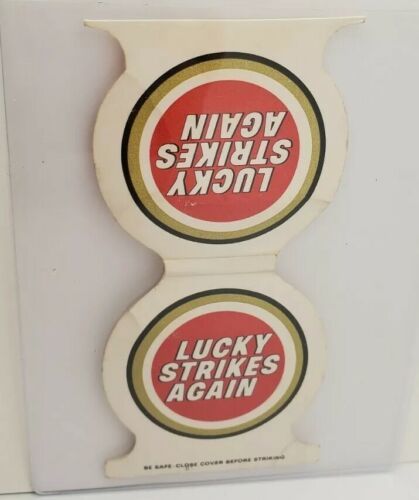 LUCKY
STRIKES
AGAIN
LUCKY
STRIKES
AGAIN
BE SAFE-CLOSE COVER BEFORE STRIKING